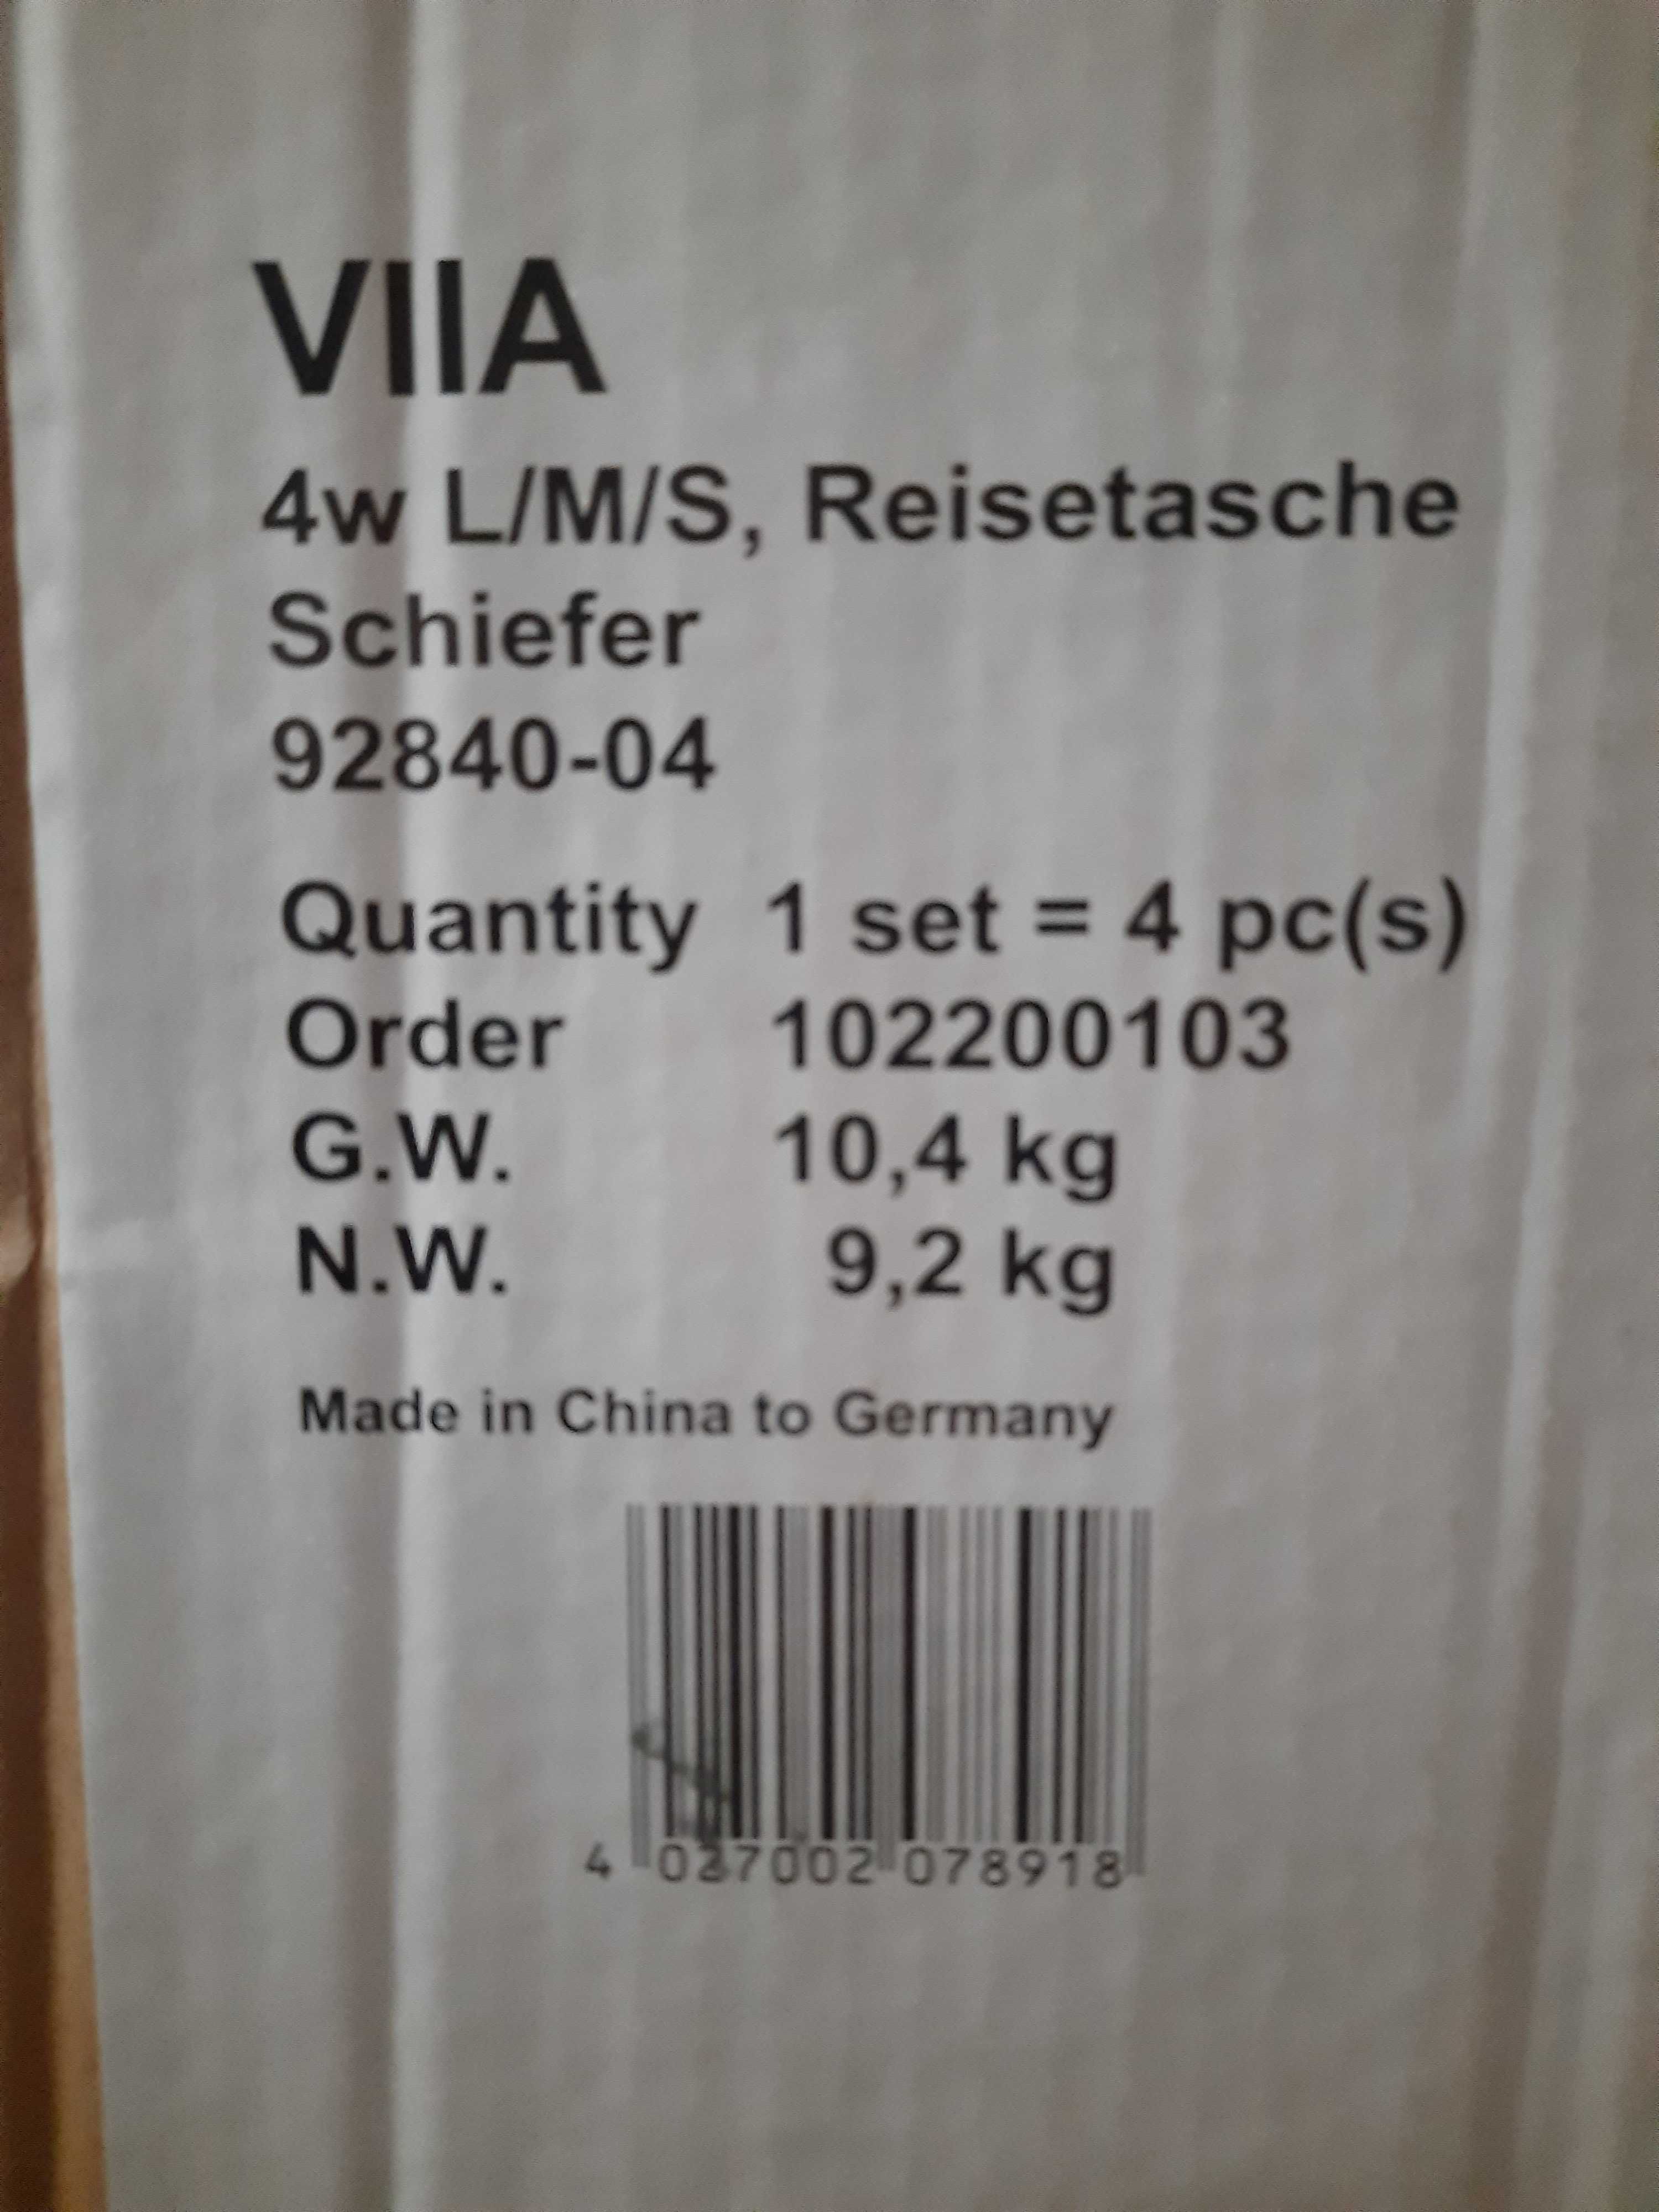 VIIA
4w L/M/S, Reisetasche
Schiefer
92840-04
Quantity 1 set = 4 pc(s)
Order 102200103
G.W. 10,4 kg
N.W. 9,2 kg
Made in China to Germany
4 027002 078918